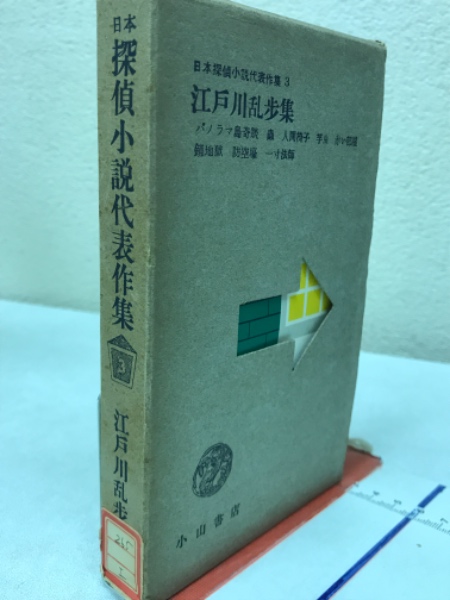 日本
探偵小説代表作集
3
江戸川乱歩
日本探偵小説代表作集 3
江戸川乱歩集
パノラマ島奇談 蟲 人間椅子 芋虫 赤い部屋
鏡地獄 防空壕 一寸法師
小山書店